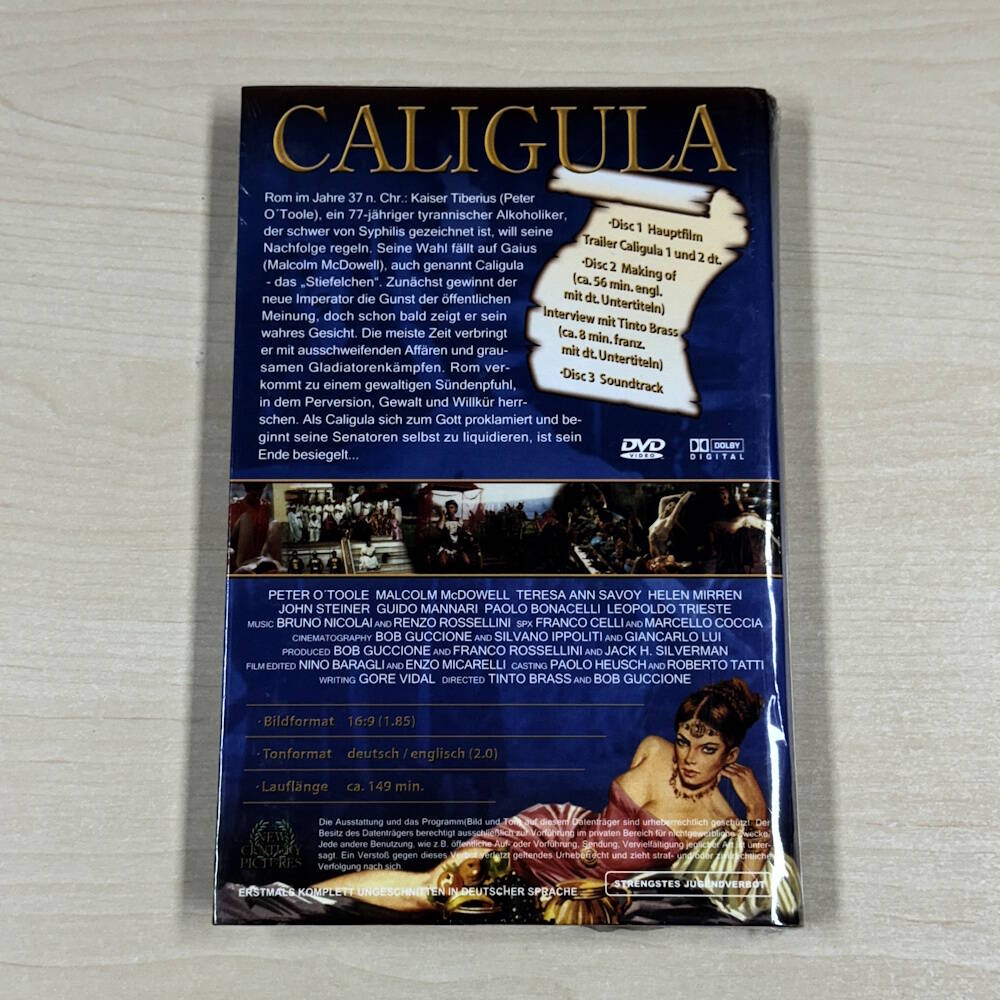 CALIGULA
Rom im Jahre 37 n. Chr.: Kaiser Tiberius (Peter
O´Toole), ein 77-jähriger tyrannischer Alkoholiker,
der schwer von Syphilis gezeichnet ist, will seine
Nachfolge regeln. Seine Wahl fällt auf Gaius
(Malcolm McDowell), auch genannt Caligula
- das „Stiefelchen“. Zunächst gewinnt der
neue Imperator die Gunst der öffentlichen
Meinung, doch schon bald zeigt er sein
wahres Gesicht. Die meiste Zeit verbringt
er mit ausschweifenden Affären und grau-
samen Gladiatorenkämpfen. Rom ver-
kommt zu einem gewaltigen Sündenpfuhl,
in dem Perversion, Gewalt und Willkür herr-
schen. Als Caligula sich zum Gott proklamiert und be-
ginnt seine Senatoren selbst zu liquidieren, ist sein
Ende besiegelt...
·Disc 1 Hauptfilm
Trailer Caligula 1 und 2 dt.
·Disc 2 Making of
(ca. 56 min. engl.
mit dt. Untertiteln)
Interview mit Tinto Brass
(ca. 8 min. franz.
mit dt. Untertiteln)
·Disc 3 Soundtrack
DVD
VIDEO
DOLBY
DIGITAL
PETER O´TOOLE MALCOLM McDOWELL TERESA ANN SAVOY HELEN MIRREN
JOHN STEINER GUIDO MANNARI PAOLO BONACELLI LEOPOLDO TRIESTE
MUSIC BRUNO NICOLAI AND RENZO ROSSELLINI SPX FRANCO CELLI AND MARCELLO COCCIA
CINEMATOGRAPHY BOB GUCCIONE AND SILVANO IPPOLITI AND GIANCARLO LUI
PRODUCED BOB GUCCIONE AND FRANCO ROSSELLINI AND JACK H. SILVERMAN
FILM EDITED NINO BARAGLI AND ENZO MICARELLI CASTING PAOLO HEUSCH AND ROBERTO TATTI
WRITING GORE VIDAL DIRECTED TINTO BRASS AND BOB GUCCIONE
·Bildformat 16:9 (1.85)
·Tonformat deutsch / englisch (2.0)
·Lauflänge ca. 149 min.
Die Ausstattung und das Programm(Bild und Ton) auf diesem Datenträger sind urheberrechtlich geschützt. Der
Besitz des Datenträgers berechtigt ausschließlich zur Vorführung im privaten Bereich für nichtgewerbliche Zwecke.
Jede andere Benutzung, wie z.B. öffentliche Auf- oder Vorführung, Sendung, Vervielfältigung jeglicher Art ist unter-
sagt. Ein Verstoß gegen dieses Verbot verletzt geltendes Urheberrecht und zieht straf- und oder zivilrechtliche
Verfolgung nach sich.
NEW
CENTURY
PICTURES
ERSTMALS KOMPLETT UNGESCHNITTEN IN DEUTSCHER SPRACHE
STRENGSTES JUGENDVERBOT